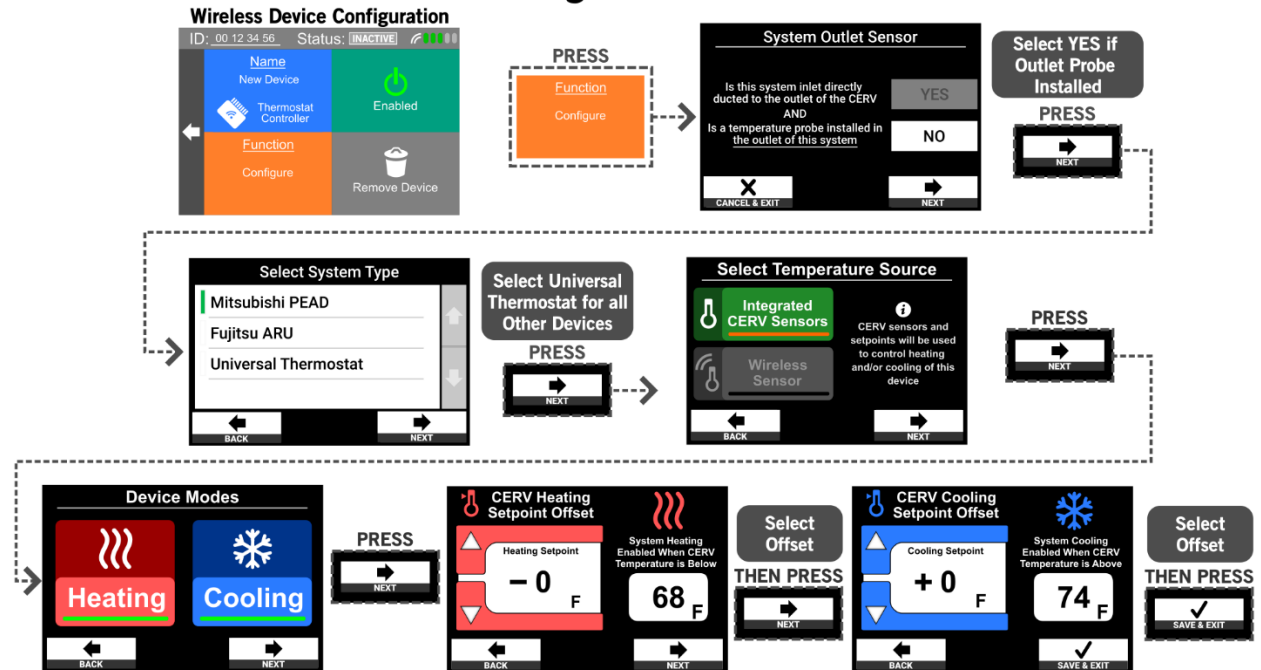 Wireless Device Configuration
ID: 00 12 34 56 Status: INACTIVE
Name
New Device
Thermostat
Controller
Enabled
Function
Configure
Remove Device
PRESS
Function
Configure
System Outlet Sensor
Is this system inlet directly
ducted to the outlet of the CERV
AND
Is a temperature probe installed in
the outlet of this system
YES
NO
CANCEL & EXIT
NEXT
Select YES if
Outlet Probe
Installed
PRESS
NEXT
Select System Type
Mitsubishi PEAD
Fujitsu ARU
Universal Thermostat
BACK
NEXT
Select Universal
Thermostat for all
Other Devices
PRESS
NEXT
Select Temperature Source
Integrated
CERV Sensors
Wireless
Sensor
CERV sensors and
setpoints will be used
to control heating
and/or cooling of this
device
BACK
NEXT
PRESS
NEXT
Device Modes
Heating
Cooling
BACK
NEXT
PRESS
NEXT
CERV Heating
Setpoint Offset
Heating Setpoint
– 0 F
System Heating
Enabled When CERV
Temperature is Below
68 F
BACK
NEXT
Select
Offset
THEN PRESS
NEXT
CERV Cooling
Setpoint Offset
Cooling Setpoint
+ 0 F
System Cooling
Enabled When CERV
Temperature is Above
74 F
BACK
SAVE & EXIT
Select
Offset
THEN PRESS
SAVE & EXIT